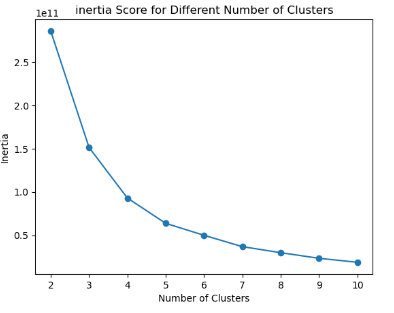 inertia Score for Different Number of Clusters
1e11
2.5
2.0
1.5
1.0
0.5
Inertia
2 3 4 5 6 7 8 9 10
Number of Clusters